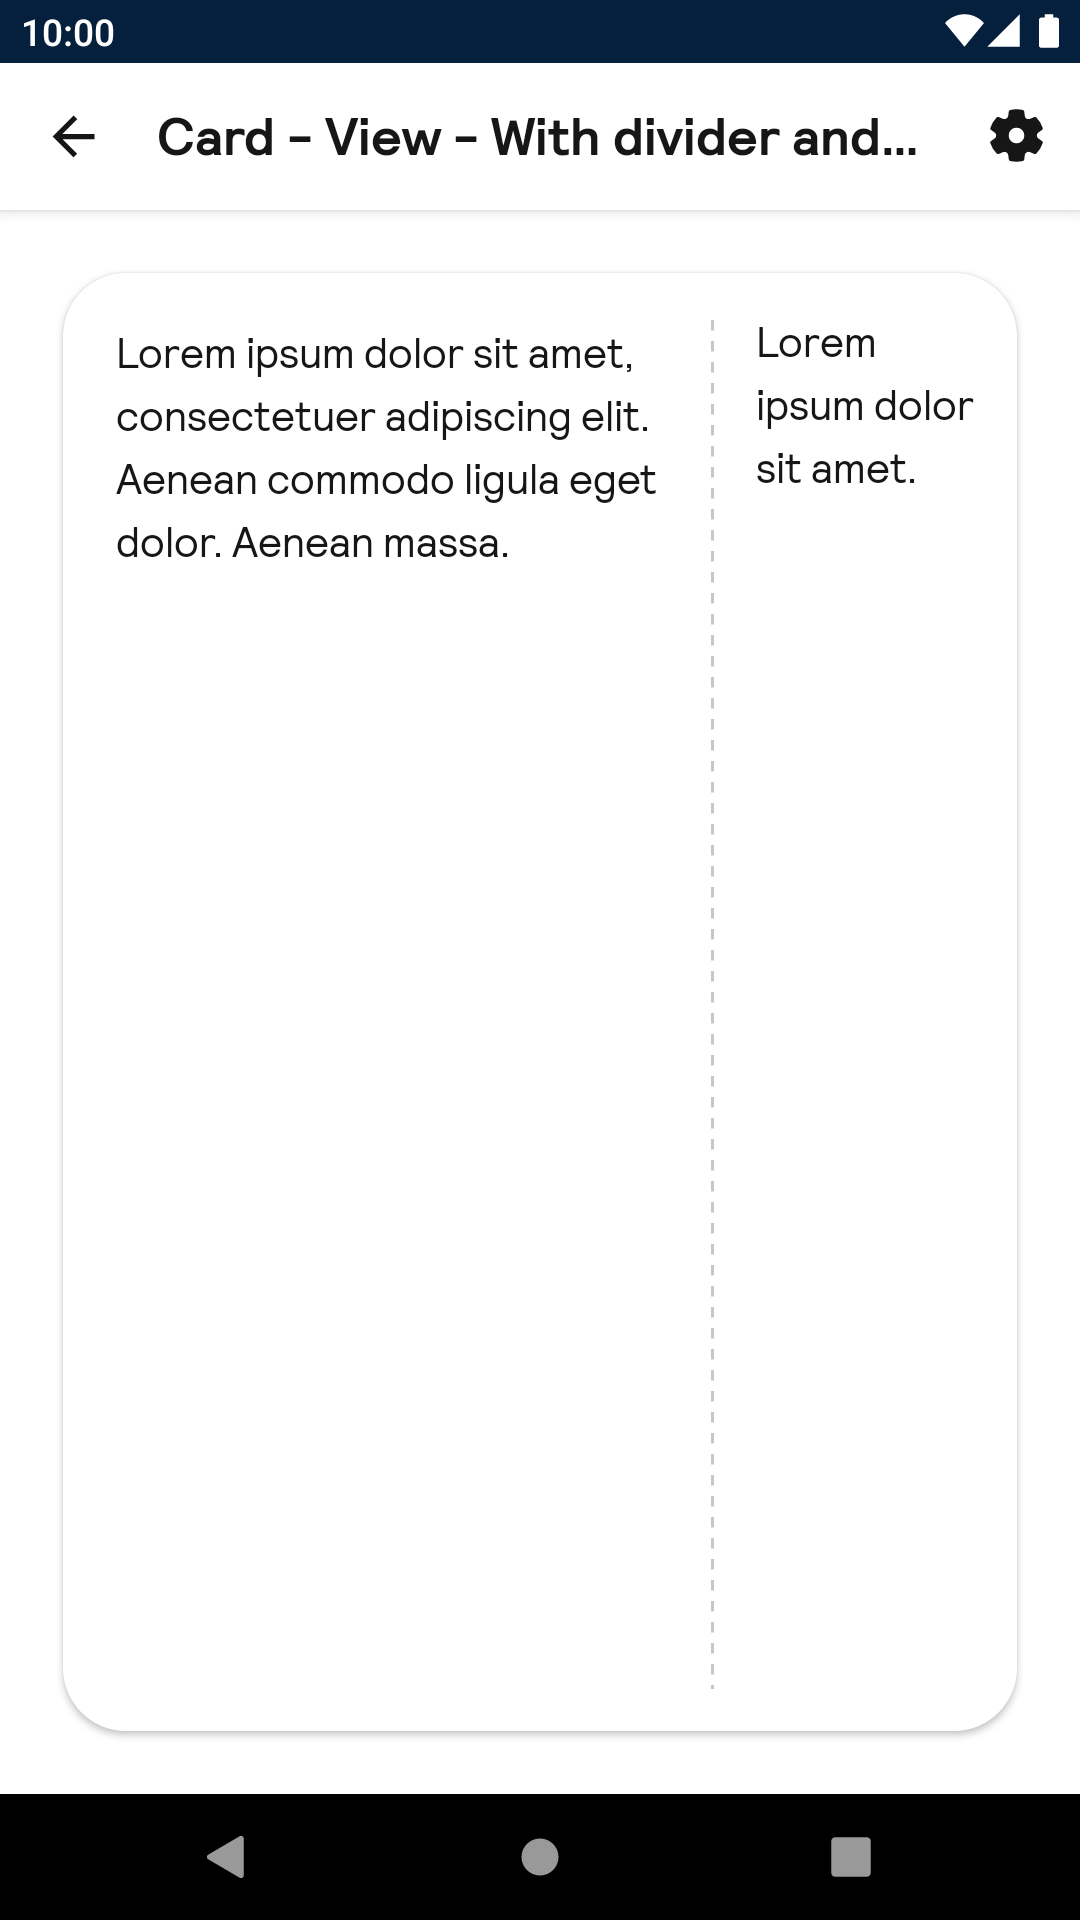 10:00
Card - View - With divider and...
Lorem ipsum dolor sit amet,
consectetuer adipiscing elit.
Aenean commodo ligula eget
dolor. Aenean massa.
Lorem
ipsum dolor
sit amet.